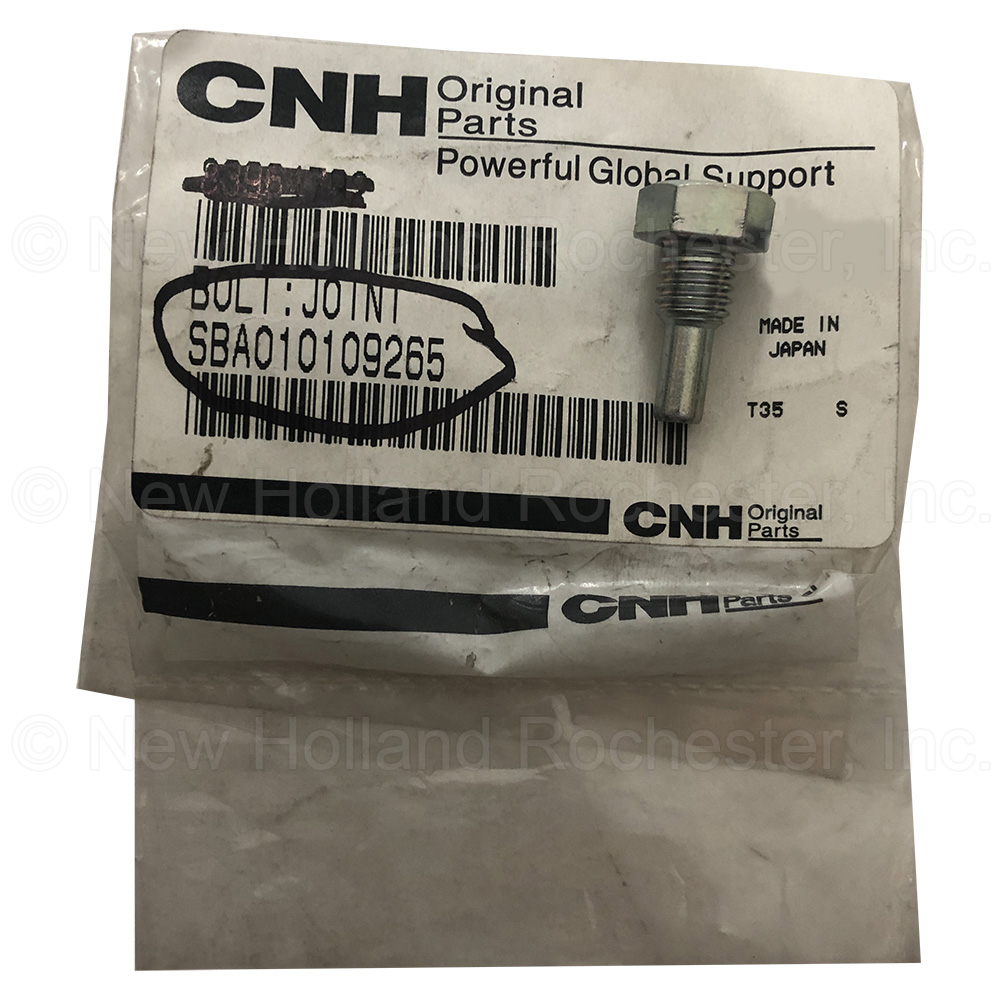 CNH Original Parts
Powerful Global Support
BOLT:JOINT
SBA010109265
MADE IN
JAPAN
T35 S
CNH Original Parts
CNH Parts
© New Holland Rochester, Inc.
© New Holland Rochester, Inc.
© New Holland Rochester, Inc.